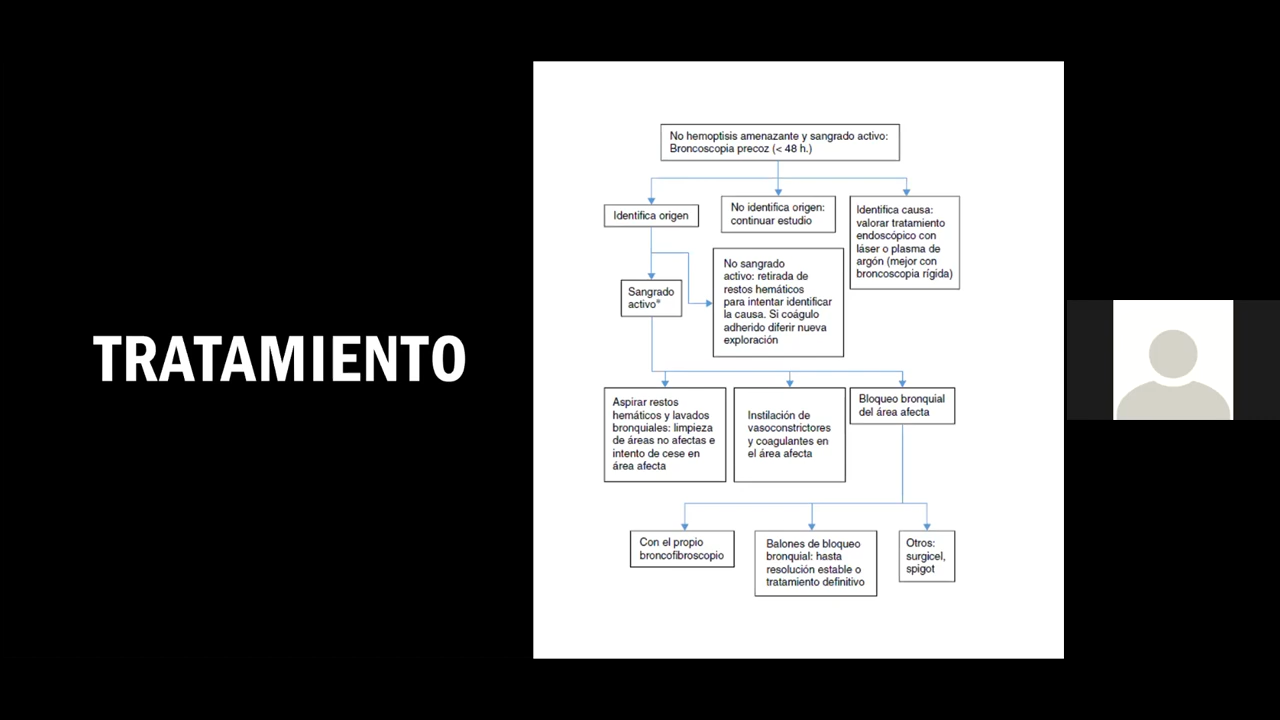 TRATAMIENTO
No hemoptisis amenazante y sangrado activo:
Broncoscopia precoz (< 48 h.)
Identifica origen
No identifica origen:
continuar estudio
Identifica causa:
valorar tratamiento
endoscópico con
láser o plasma de
argón (mejor con
broncoscopia rígida)
Sangrado
activo*
No sangrado
activo: retirada de
restos hemáticos
para intentar identificar
la causa. Si coágulo
adherido diferir nueva
exploración
Aspirar restos
hemáticos y lavados
bronquiales: limpieza
de áreas no afectas e
intento de cese en
área afecta
Instilación de
vasoconstrictores
y coagulantes en
el área afecta
Bloqueo bronquial
del área afecta
Con el propio
broncofibroscopio
Balones de bloqueo
bronquial: hasta
resolución estable o
tratamiento definitivo
Otros:
surgicel,
spigot